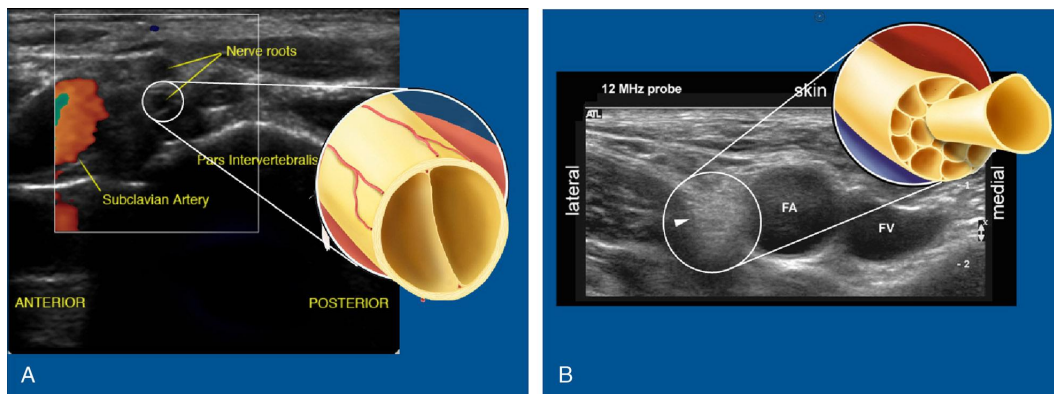 Nerve roots
Pars Intervertebralis
Subclavian Artery
ANTERIOR
POSTERIOR
A
12 MHz probe
skin
ATL
lateral
medial
FA
FV
- 1
- 2
B